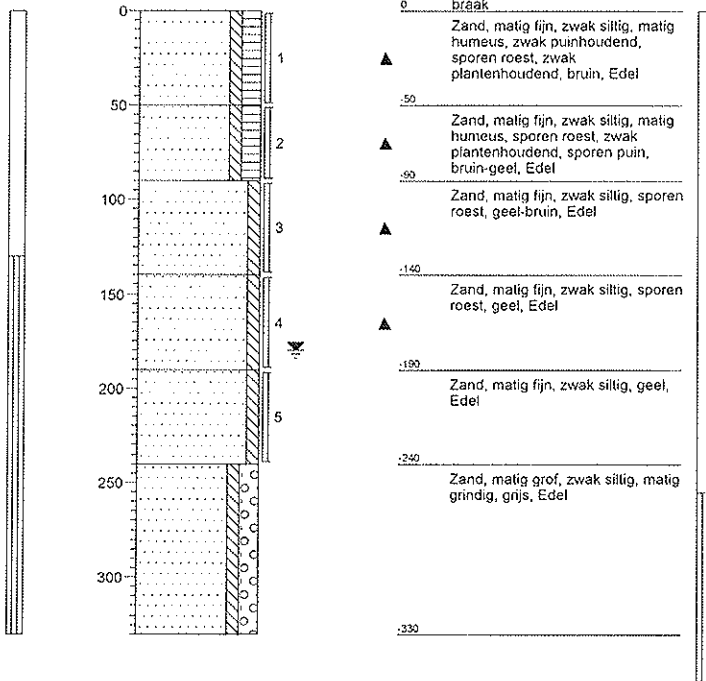 0
50
100
150
200
250
300
1
2
3
4
5
0 braak
Zand, matig fijn, zwak siltig, matig
humeus, zwak puinhoudend,
sporen roest, zwak
plantenhoudend, bruin, Edel
-50
Zand, matig fijn, zwak siltig, matig
humeus, sporen roest, zwak
plantenhoudend, sporen puin,
bruin-geel, Edel
-90
Zand, matig fijn, zwak siltig, sporen
roest, geel-bruin, Edel
-140
Zand, matig fijn, zwak siltig, sporen
roest, geel, Edel
-190
Zand, matig fijn, zwak siltig, geel,
Edel
-240
Zand, matig grof, zwak siltig, matig
grindig, grijs, Edel
-330